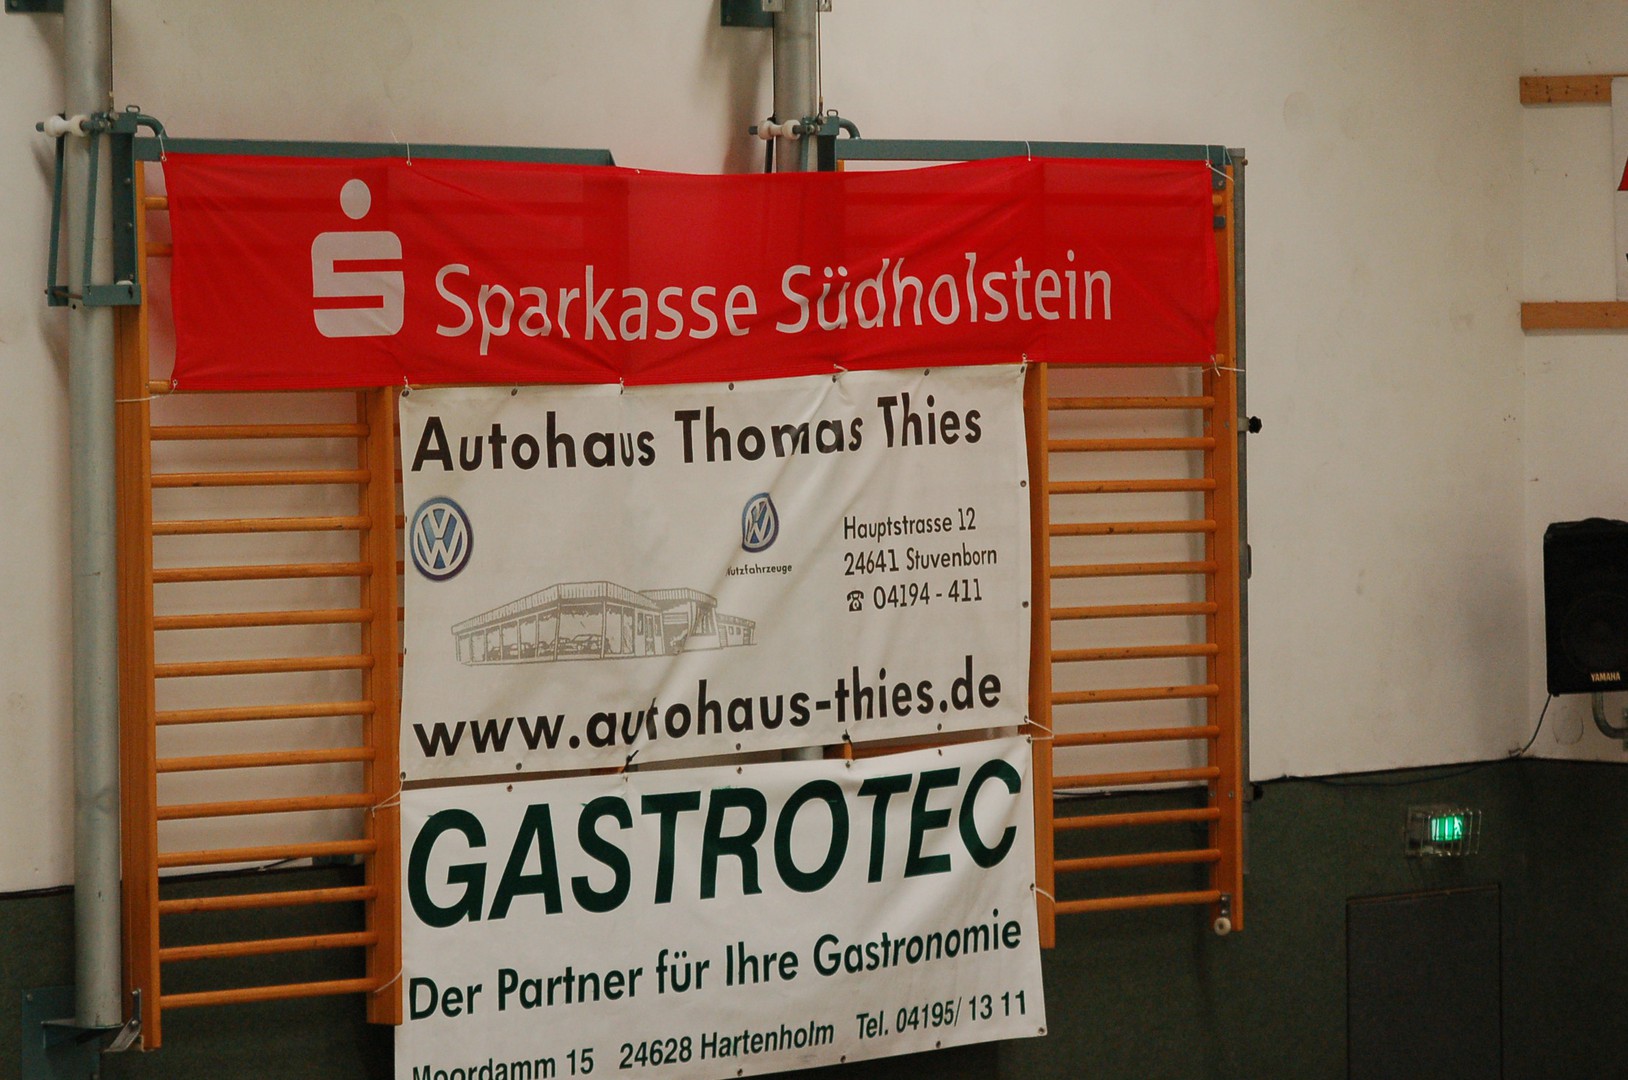 Sparkasse Südholstein
Autohaus Thomas Thies
Hauptstrasse 12
24641 Stuvenborn
☎ 04194 - 411
www.autohaus-thies.de
GASTROTEC
Der Partner für Ihre Gastronomie
Moordamm 15 24628 Hartenholm Tel. 04195/ 13 11
YAMAHA